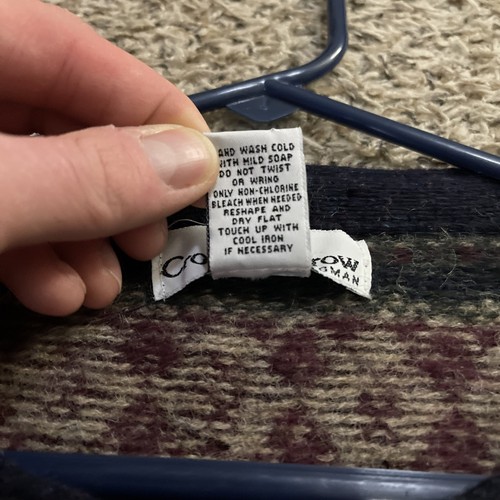 AND WASH COLD
WITH MILD SOAP
DO NOT TWIST
OR WRING
ONLY NON-CHLORINE
BLEACH WHEN NEEDED
RESHAPE AND
DRY FLAT
TOUCH UP WITH
COOL IRON
IF NECESSARY
Cro row
OMAN